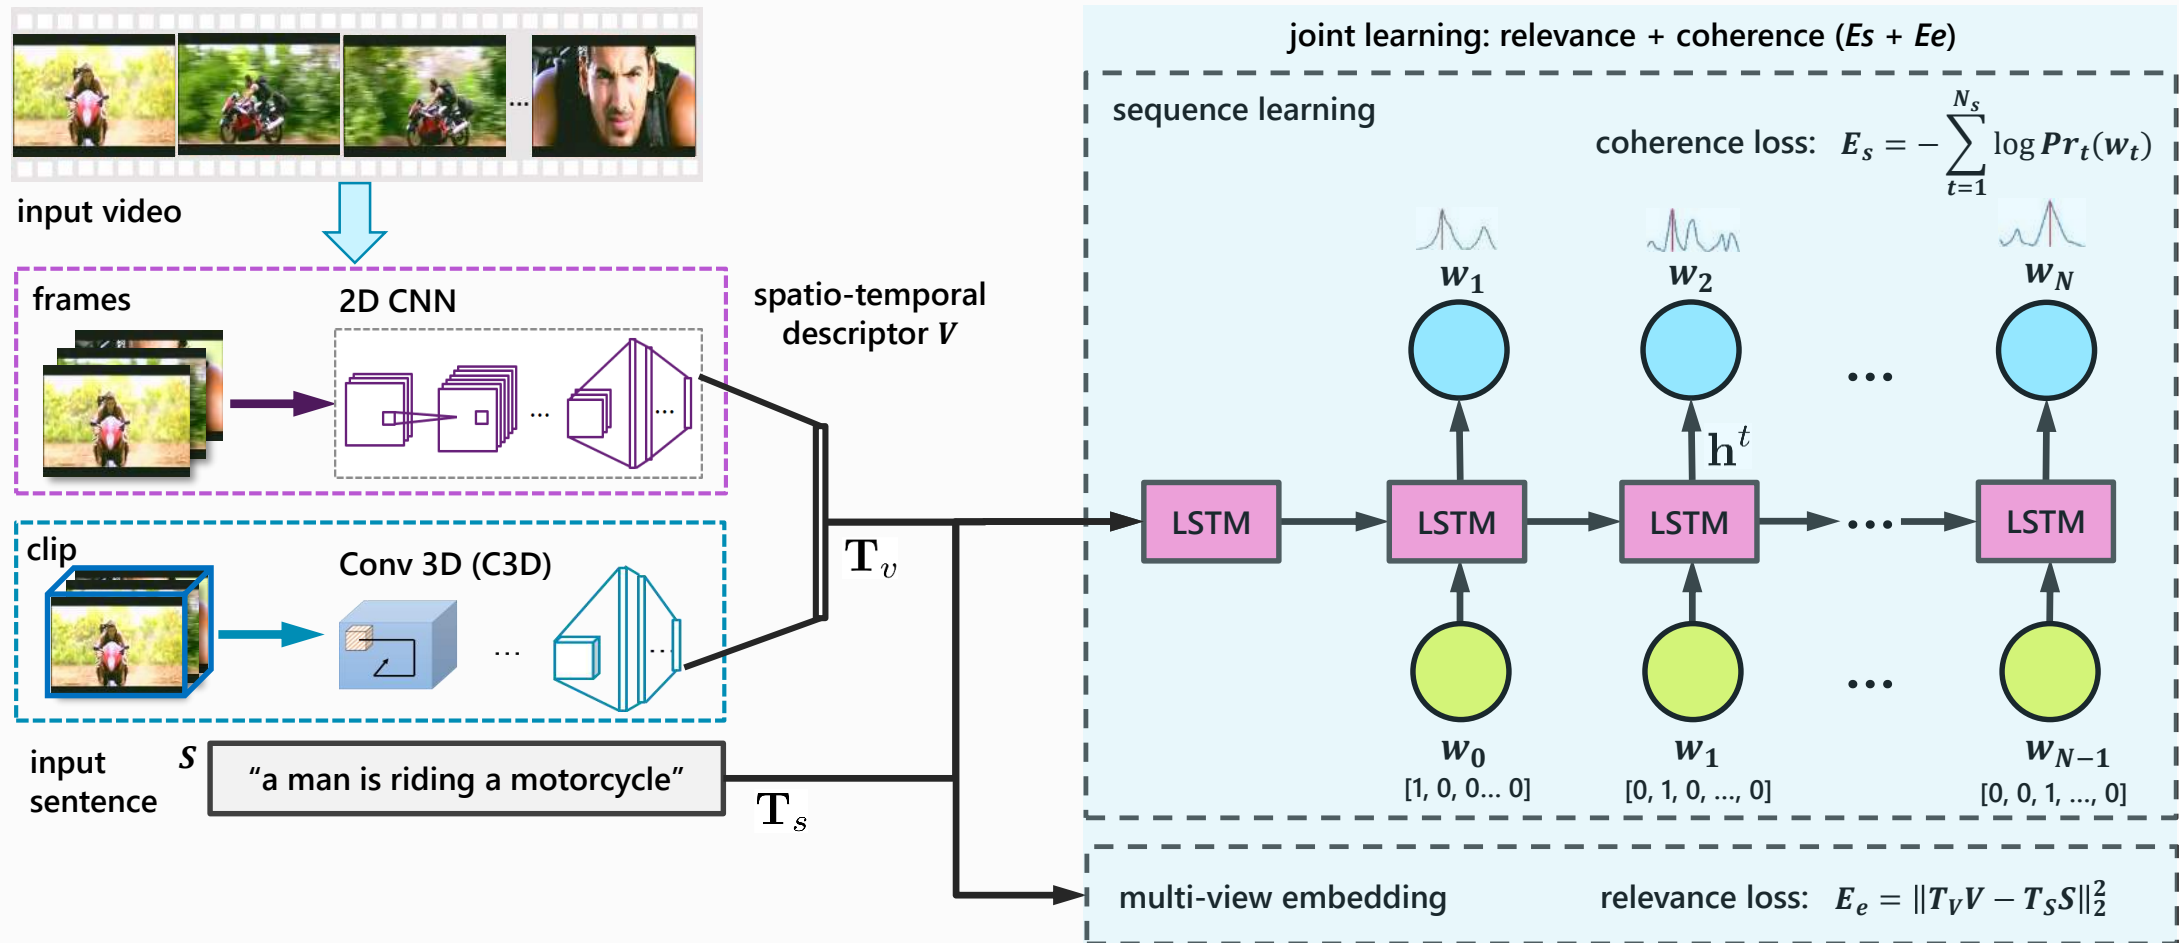 joint learning: relevance + coherence (Es + Ee)
sequence learning
coherence loss: E_s = − ∑_{t=1}^{N_s} log Pr_t(w_t)
...
input video
w_1
w_2
w_N
frames
2D CNN
spatio-temporal
descriptor V
...
...
...
h^t
clip
Conv 3D (C3D)
T_v
LSTM
LSTM
LSTM
...
LSTM
...
...
...
input
sentence
S
"a man is riding a motorcycle"
T_s
w_0
w_1
w_{N−1}
[1, 0, 0... 0]
[0, 1, 0, ..., 0]
[0, 0, 1, ..., 0]
multi-view embedding
relevance loss: E_e = ‖T_V V − T_S S‖_2^2